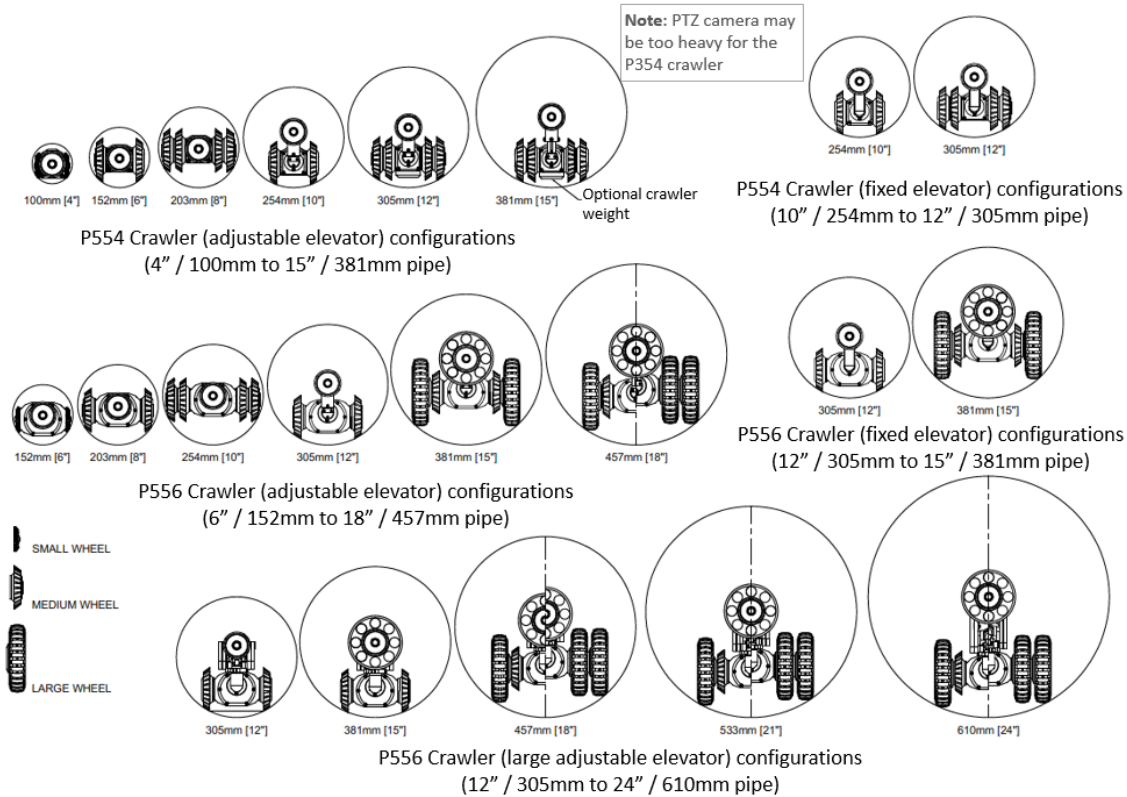 Note: PTZ camera may
be too heavy for the
P354 crawler
100mm [4"]
152mm [6"]
203mm [8"]
254mm [10"]
305mm [12"]
381mm [15"]
Optional crawler
weight
P554 Crawler (adjustable elevator) configurations
(4” / 100mm to 15” / 381mm pipe)
254mm [10"]
305mm [12"]
P554 Crawler (fixed elevator) configurations
(10” / 254mm to 12” / 305mm pipe)
152mm [6"]
203mm [8"]
254mm [10"]
305mm [12"]
381mm [15"]
457mm [18"]
P556 Crawler (adjustable elevator) configurations
(6” / 152mm to 18” / 457mm pipe)
305mm [12"]
381mm [15"]
P556 Crawler (fixed elevator) configurations
(12” / 305mm to 15” / 381mm pipe)
SMALL WHEEL
MEDIUM WHEEL
LARGE WHEEL
305mm [12"]
381mm [15"]
457mm [18"]
533mm [21"]
610mm [24"]
P556 Crawler (large adjustable elevator) configurations
(12” / 305mm to 24” / 610mm pipe)